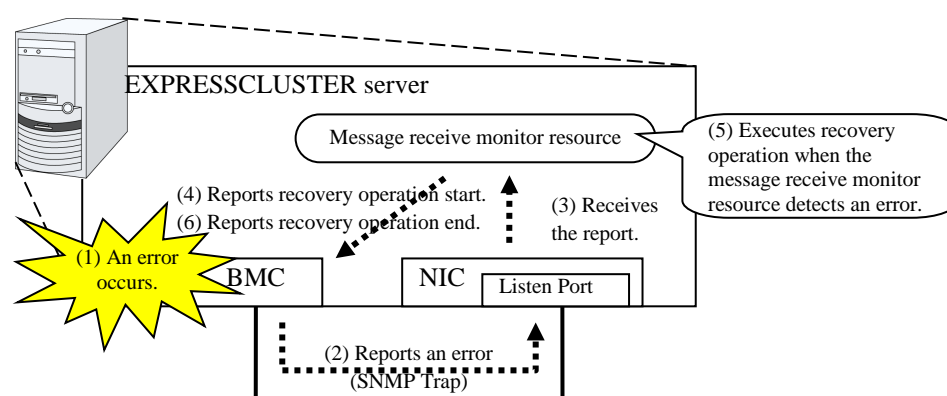 EXPRESSCLUSTER server
Message receive monitor resource
(5) Executes recovery
operation when the
message receive monitor
resource detects an error.
(4) Reports recovery operation start.
(6) Reports recovery operation end.
(3) Receives
the report.
(1) An error
occurs.
BMC
NIC
Listen Port
(2) Reports an error
(SNMP Trap)